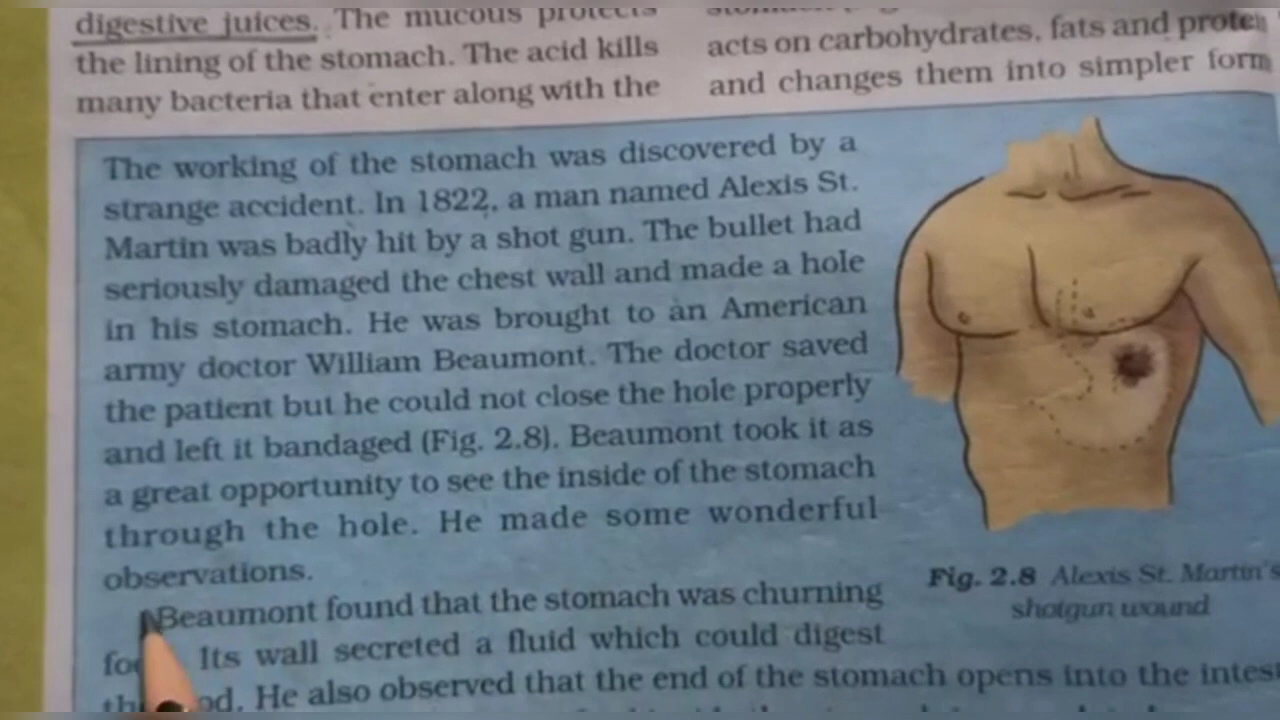 digestive juices. The mucous protects
the lining of the stomach. The acid kills
many bacteria that enter along with the
acts on carbohydrates, fats and protei
and changes them into simpler form
The working of the stomach was discovered by a
strange accident. In 1822, a man named Alexis St.
Martin was badly hit by a shot gun. The bullet had
seriously damaged the chest wall and made a hole
in his stomach. He was brought to an American
army doctor William Beaumont. The doctor saved
the patient but he could not close the hole properly
and left it bandaged (Fig. 2.8). Beaumont took it as
a great opportunity to see the inside of the stomach
through the hole. He made some wonderful
observations.
Beaumont found that the stomach was churning
Its wall secreted a fluid which could digest
He also observed that the end of the stomach opens into the intes
Fig. 2.8 Alexis St. Martin's
shotgun wound